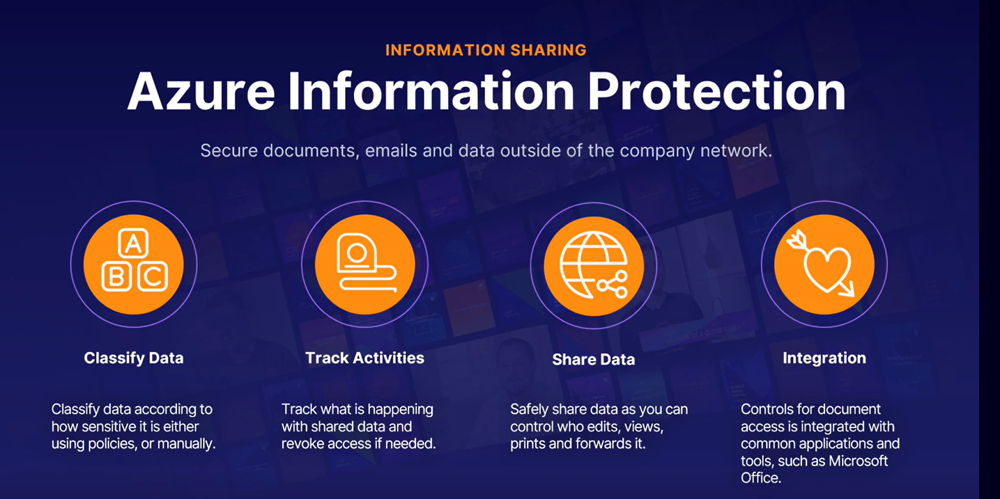 INFORMATION SHARING
Azure Information Protection
Secure documents, emails and data outside of the company network.
A
B C
Classify Data
Classify data according to
how sensitive it is either
using policies, or manually.
Track Activities
Track what is happening
with shared data and
revoke access if needed.
Share Data
Safely share data as you can
control who edits, views,
prints and forwards it.
Integration
Controls for document
access is integrated with
common applications and
tools, such as Microsoft
Office.